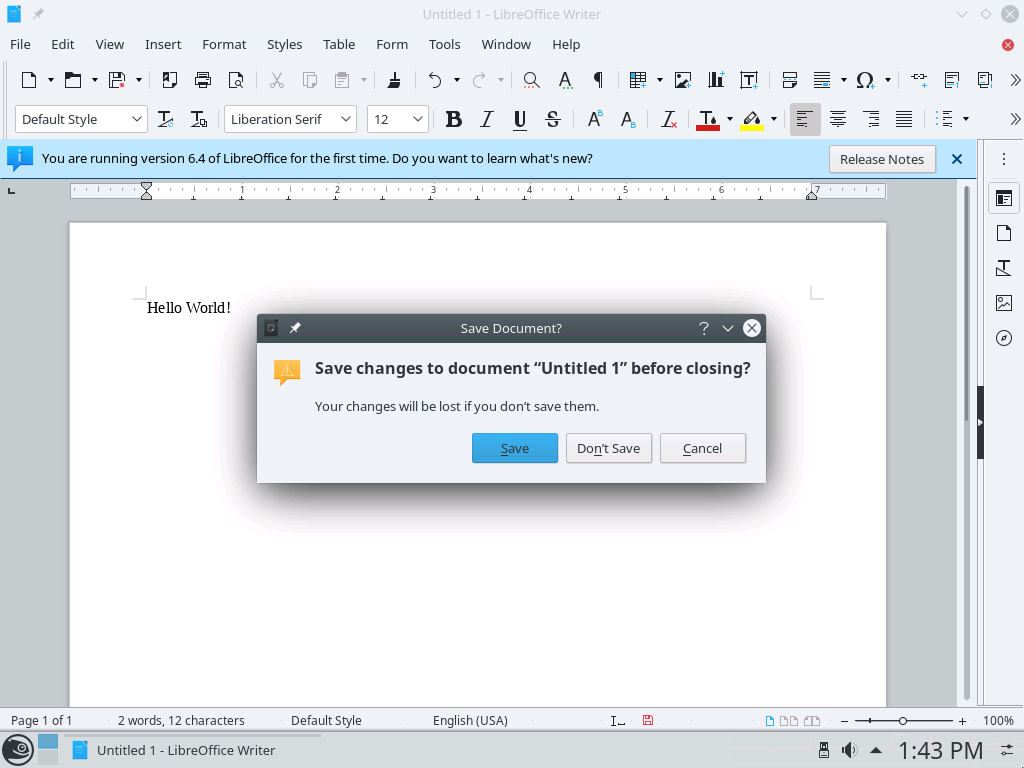 Untitled 1 - LibreOffice Writer
File Edit View Insert Format Styles Table Form Tools Window Help
Default Style Liberation Serif 12
You are running version 6.4 of LibreOffice for the first time. Do you want to learn what's new? Release Notes
1 2 3 4 5 6 7
Hello World!
Save Document?
Save changes to document “Untitled 1” before closing?
Your changes will be lost if you don’t save them.
Save Don’t Save Cancel
Page 1 of 1 2 words, 12 characters Default Style English (USA) 100%
Untitled 1 - LibreOffice Writer 1:43 PM